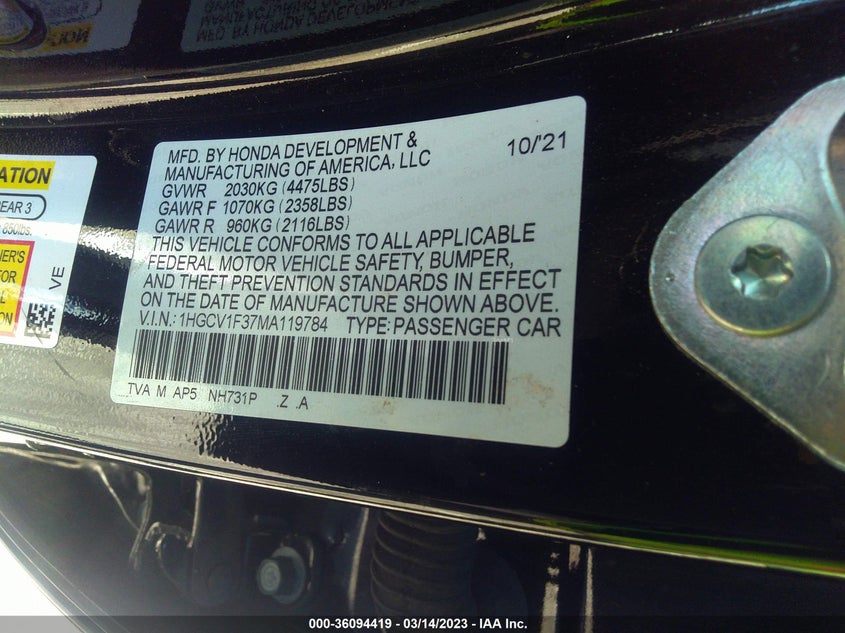 MFD. BY HONDA DEVELOPMENT &
MANUFACTURING OF AMERICA, LLC 10/'21
GVWR 2030KG (4475LBS)
GAWR F 1070KG (2358LBS)
GAWR R 960KG (2116LBS)
THIS VEHICLE CONFORMS TO ALL APPLICABLE
FEDERAL MOTOR VEHICLE SAFETY, BUMPER,
AND THEFT PREVENTION STANDARDS IN EFFECT
ON THE DATE OF MANUFACTURE SHOWN ABOVE.
V.I.N.: 1HGCV1F37MA119784 TYPE: PASSENGER CAR
TVA M AP5 NH731P .Z .A
REAR 3
850lbs.
FOR
VE
000-36094419 - 03/14/2023 - IAA Inc.